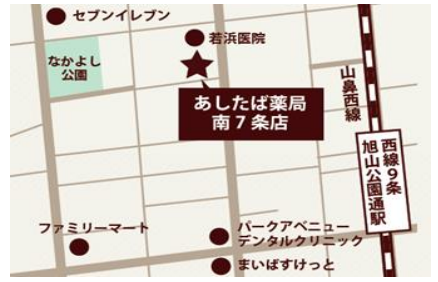 セブンイレブン
若浜医院
なかよし
公園
あしたば薬局
南7条店
山鼻西線
西線9条
旭山公園通駅
ファミリーマート
パークアベニュー
デンタルクリニック
まいばすけっと